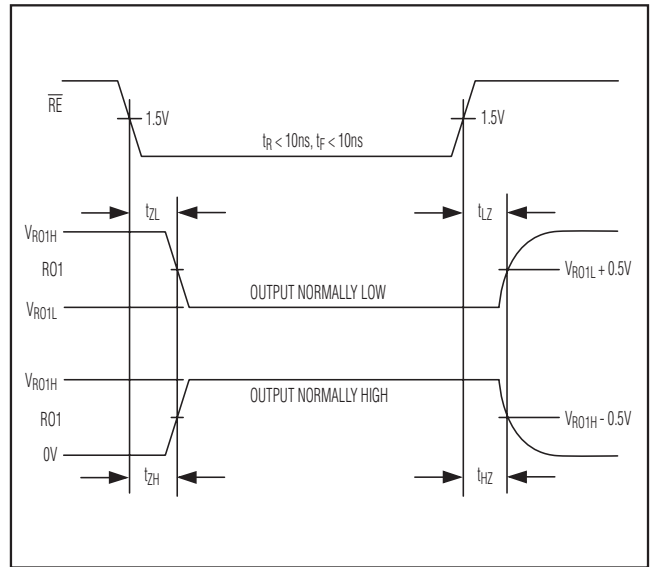 R̅E̅
1.5V
1.5V
tR < 10ns, tF < 10ns
tZL
tLZ
VRO1H
RO1
VRO1L + 0.5V
OUTPUT NORMALLY LOW
VRO1L
VRO1H
OUTPUT NORMALLY HIGH
RO1
VRO1H - 0.5V
0V
tZH
tHZ